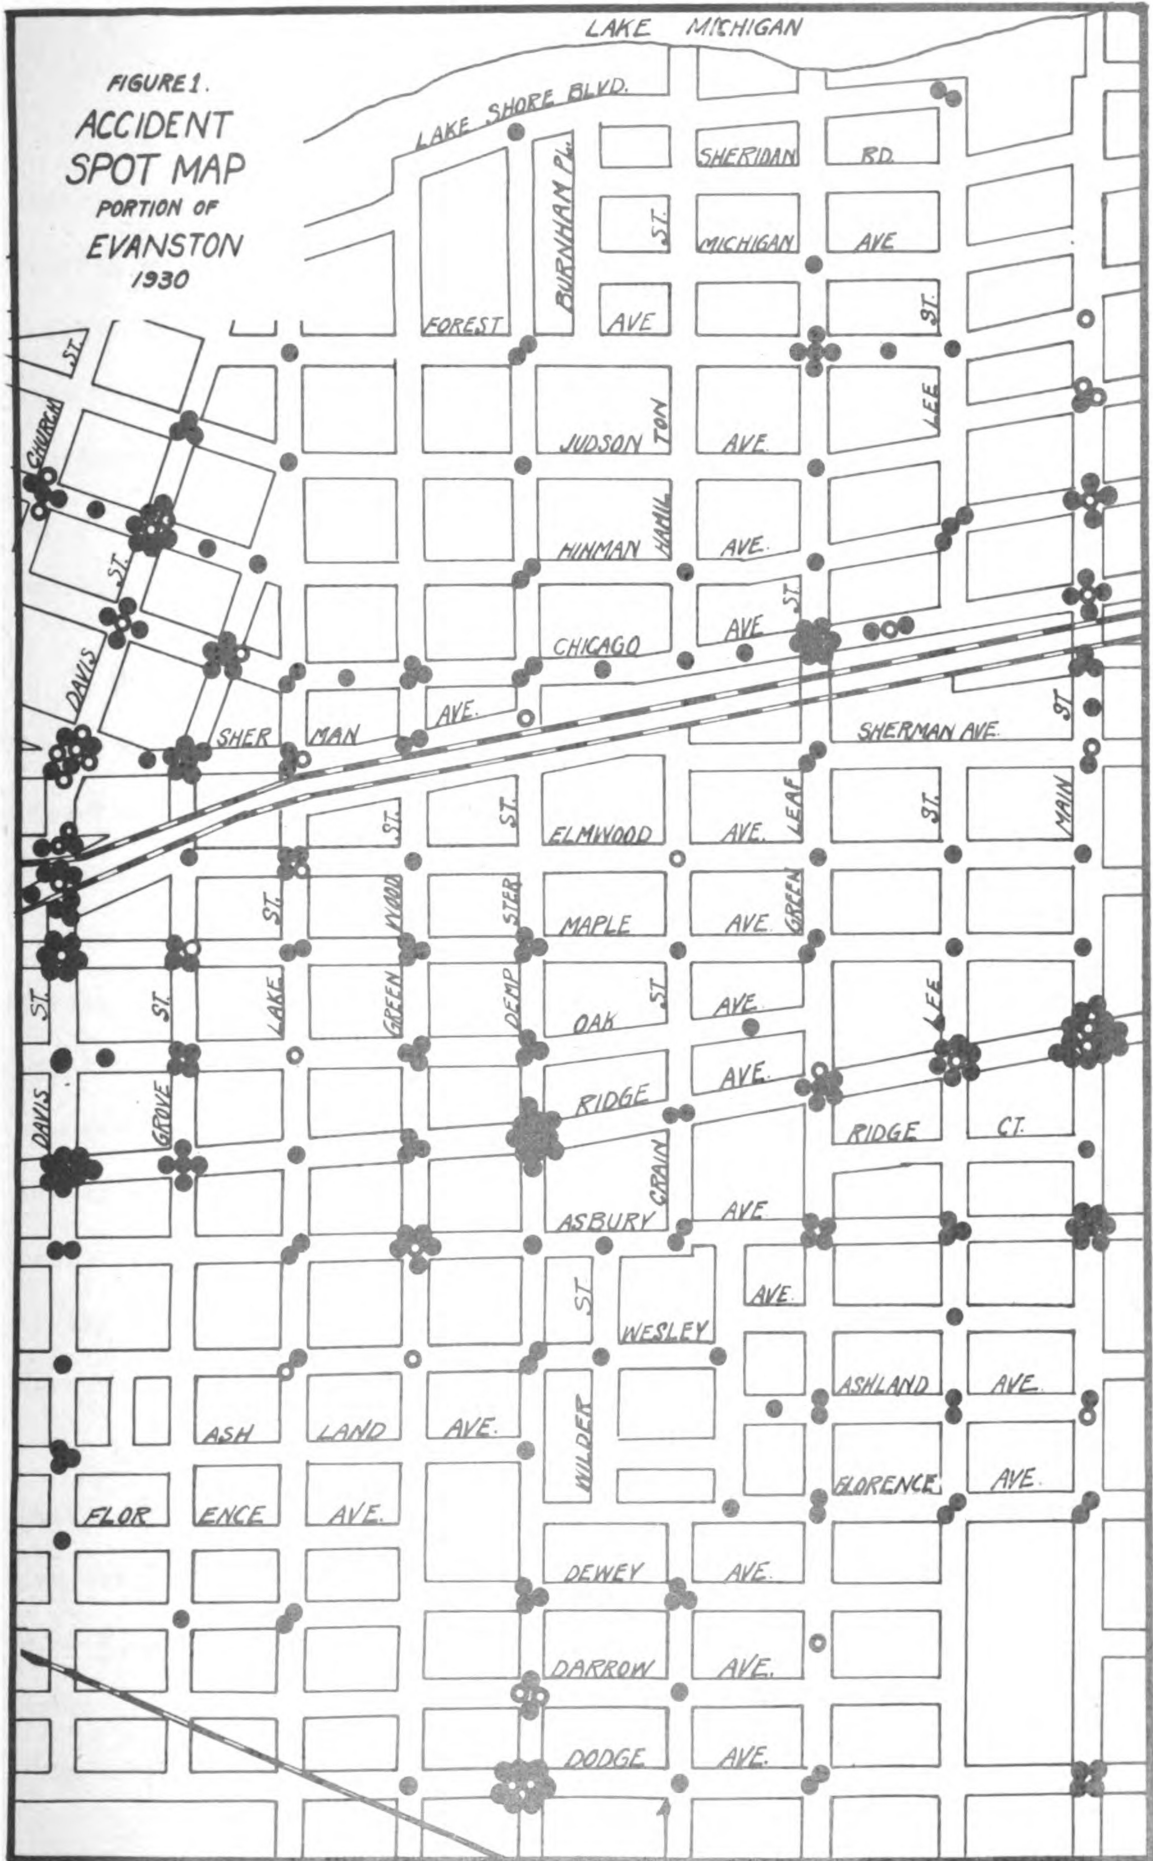 LAKE MICHIGAN
FIGURE 1.
ACCIDENT
SPOT MAP
PORTION OF
EVANSTON
1930
LAKE SHORE BLVD.
BURNHAM PL.
SHERIDAN RD.
ST.
MICHIGAN AVE
FOREST AVE
ST.
ST.
CHURCH
LEE
JUDSON AVE.
HAMIL TON
HINMAN AVE.
ST.
ST.
CHICAGO AVE
DAVIS
SHER MAN AVE.
SHERMAN AVE.
ST
MAIN
ST.
ST.
ELMWOOD AVE.
LEAF
ST.
GREEN
ST.
WOOD
STER
MAPLE AVE.
ST.
ST.
LAKE
GREEN
DEMP
ST
OAK AVE.
LEE
DAVIS
GROVE
RIDGE AVE.
RIDGE CT.
CRAIN
ASBURY AVE
ST
AVE.
WESLEY
ASHLAND AVE.
WILDER
ASH LAND AVE.
FLORENCE AVE.
FLOR ENCE AVE.
DEWEY AVE.
DARROW AVE.
DODGE AVE.